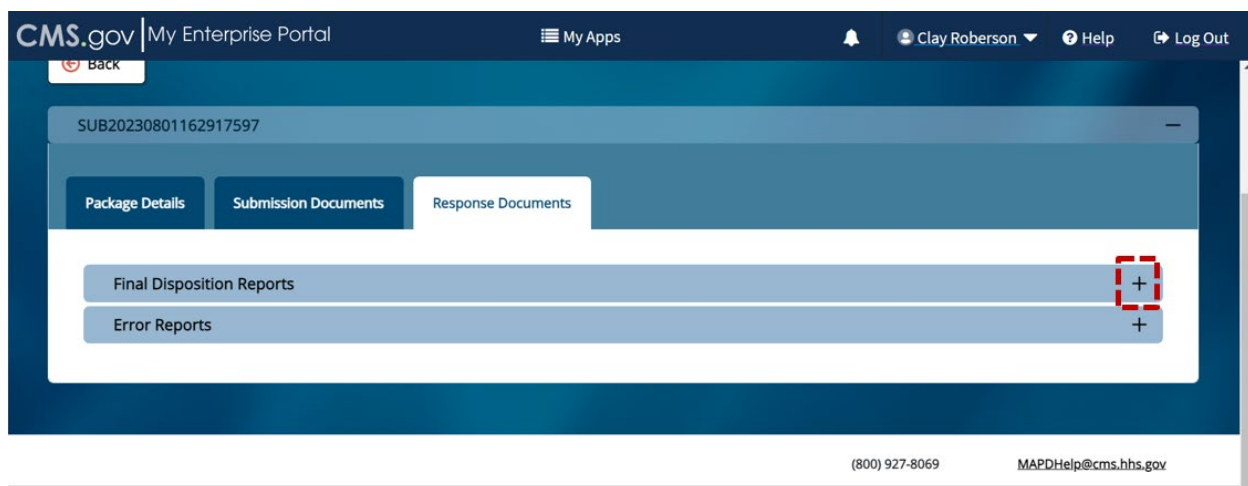 CMS.gov My Enterprise Portal My Apps Clay Roberson Help Log Out
Back
SUB20230801162917597
Package Details Submission Documents Response Documents
Final Disposition Reports
Error Reports
(800) 927-8069 MAPDHelp@cms.hhs.gov